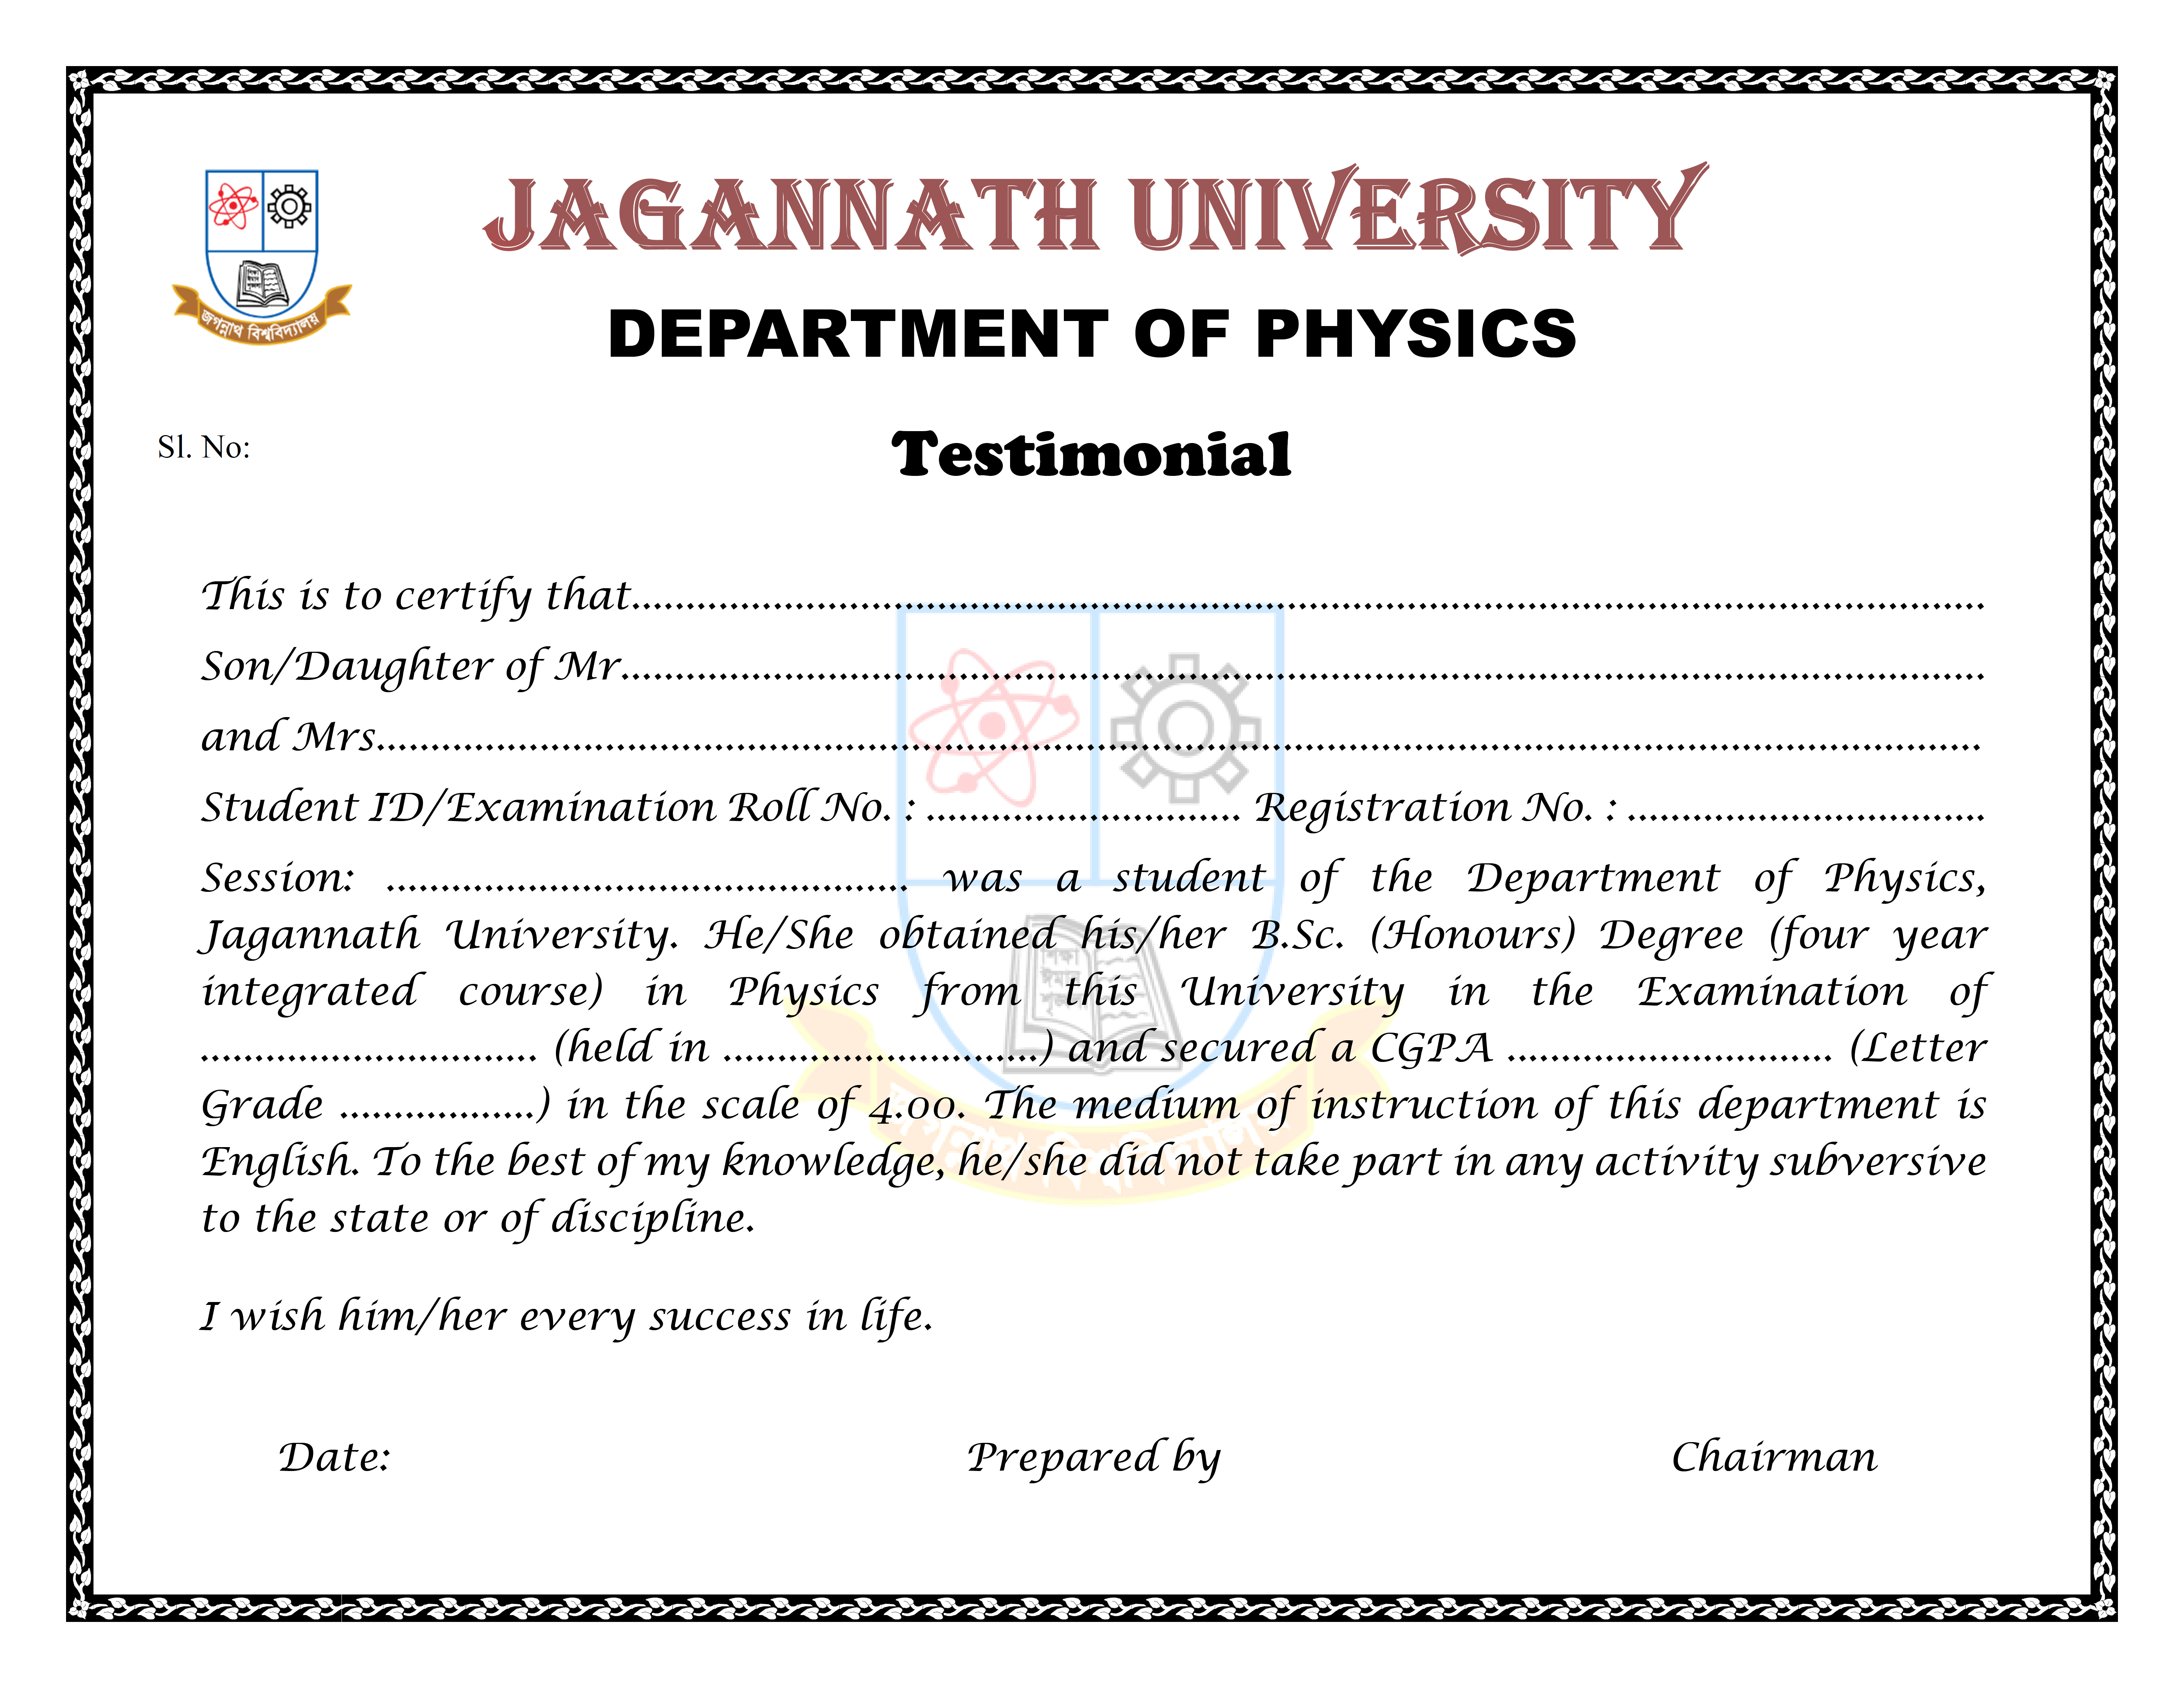 JAGANNATH UNIVERSITY
জগন্নাথ বিশ্ববিদ্যালয়
DEPARTMENT OF PHYSICS
Sl. No:
Testimonial
This is to certify that..........................................................................................................................
Son/Daughter of Mr..........................................................................................................................
and Mrs.................................................................................................................................................
Student ID/Examination Roll No. : ............................. Registration No. : .................................
Session: ................................................ was a student of the Department of Physics,
Jagannath University. He/She obtained his/her B.Sc. (Honours) Degree (four year
integrated course) in Physics from this University in the Examination of
............................... (held in .............................) and secured a CGPA .............................. (Letter
Grade ..................) in the scale of 4.00. The medium of instruction of this department is
English. To the best of my knowledge, he/she did not take part in any activity subversive
to the state or of discipline.
I wish him/her every success in life.
Date:
Prepared by
Chairman